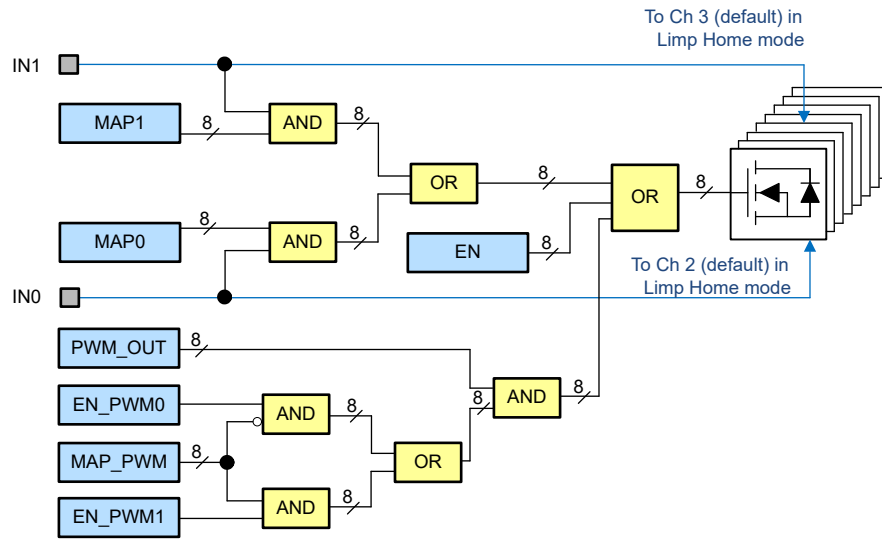 To Ch 3 (default) in
Limp Home mode
IN1
MAP1
8
AND
8
OR
8
OR
8
MAP0
8
AND
8
EN
8
To Ch 2 (default) in
Limp Home mode
IN0
PWM_OUT
8
AND
8
8
EN_PWM0
AND
8
MAP_PWM
8
OR
EN_PWM1
AND
8